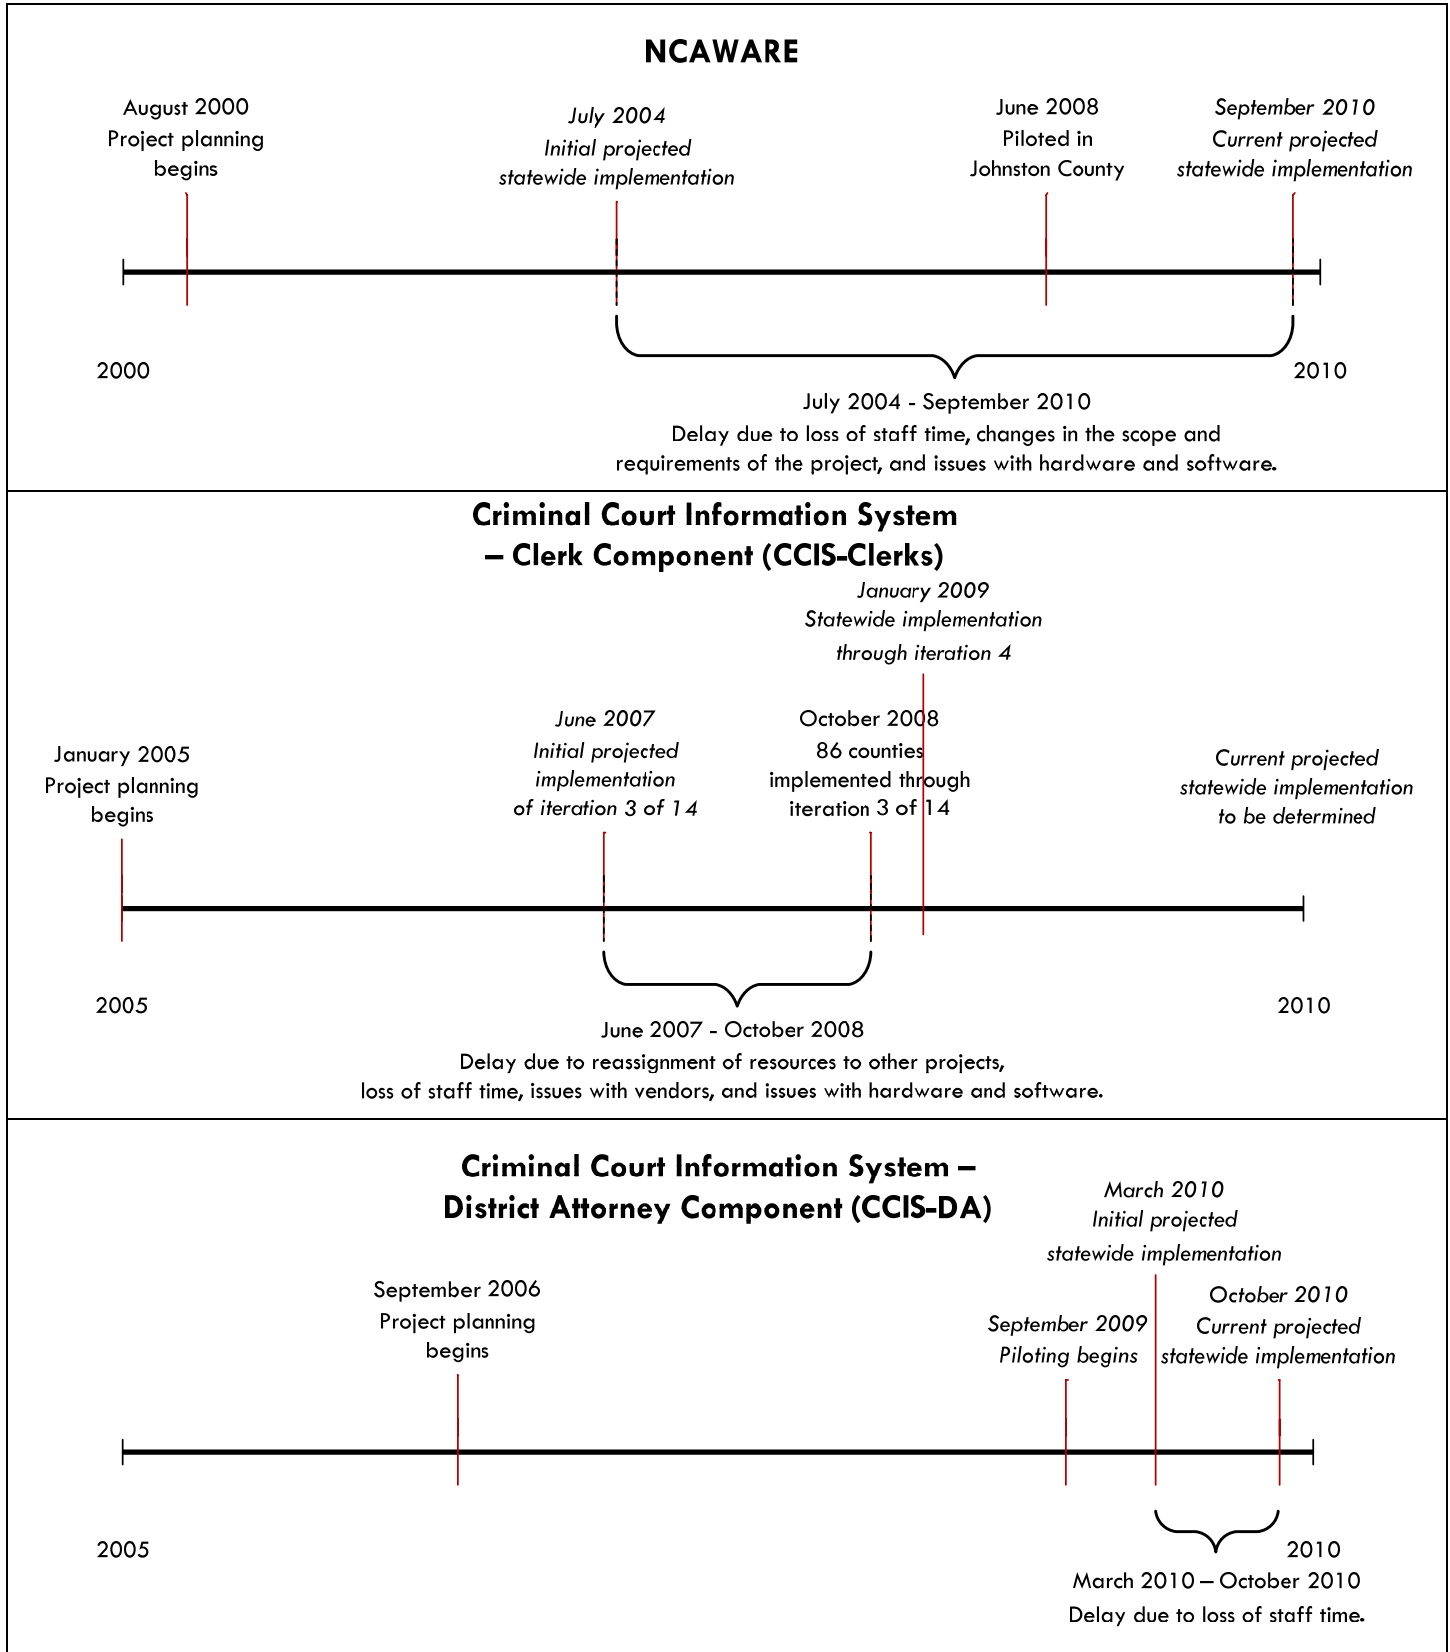 NCAWARE
August 2000
Project planning
begins
July 2004
Initial projected
statewide implementation
June 2008
Piloted in
Johnston County
September 2010
Current projected
statewide implementation
2000
2010
July 2004 - September 2010
Delay due to loss of staff time, changes in the scope and
requirements of the project, and issues with hardware and software.
Criminal Court Information System
– Clerk Component (CCIS-Clerks)
January 2009
Statewide implementation
through iteration 4
January 2005
Project planning
begins
June 2007
Initial projected
implementation
of iteration 3 of 14
October 2008
86 counties
implemented through
iteration 3 of 14
Current projected
statewide implementation
to be determined
2005
2010
June 2007 - October 2008
Delay due to reassignment of resources to other projects,
loss of staff time, issues with vendors, and issues with hardware and software.
Criminal Court Information System –
District Attorney Component (CCIS-DA)
March 2010
Initial projected
statewide implementation
September 2006
Project planning
begins
September 2009
Piloting begins
October 2010
Current projected
statewide implementation
2005
2010
March 2010 – October 2010
Delay due to loss of staff time.